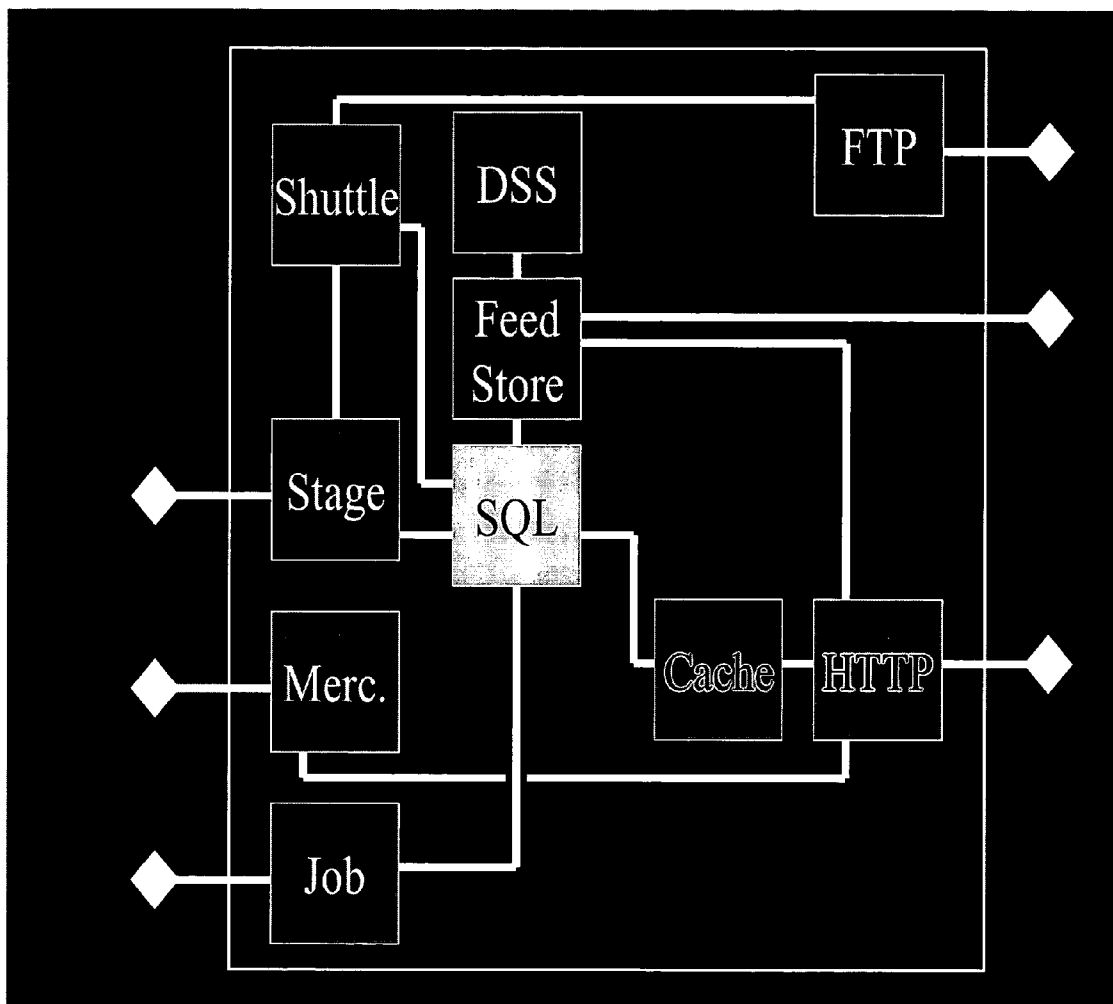 FTP
Shuttle
DSS
Feed
Store
Stage
SQL
Merc.
Cache
HTTP
Job